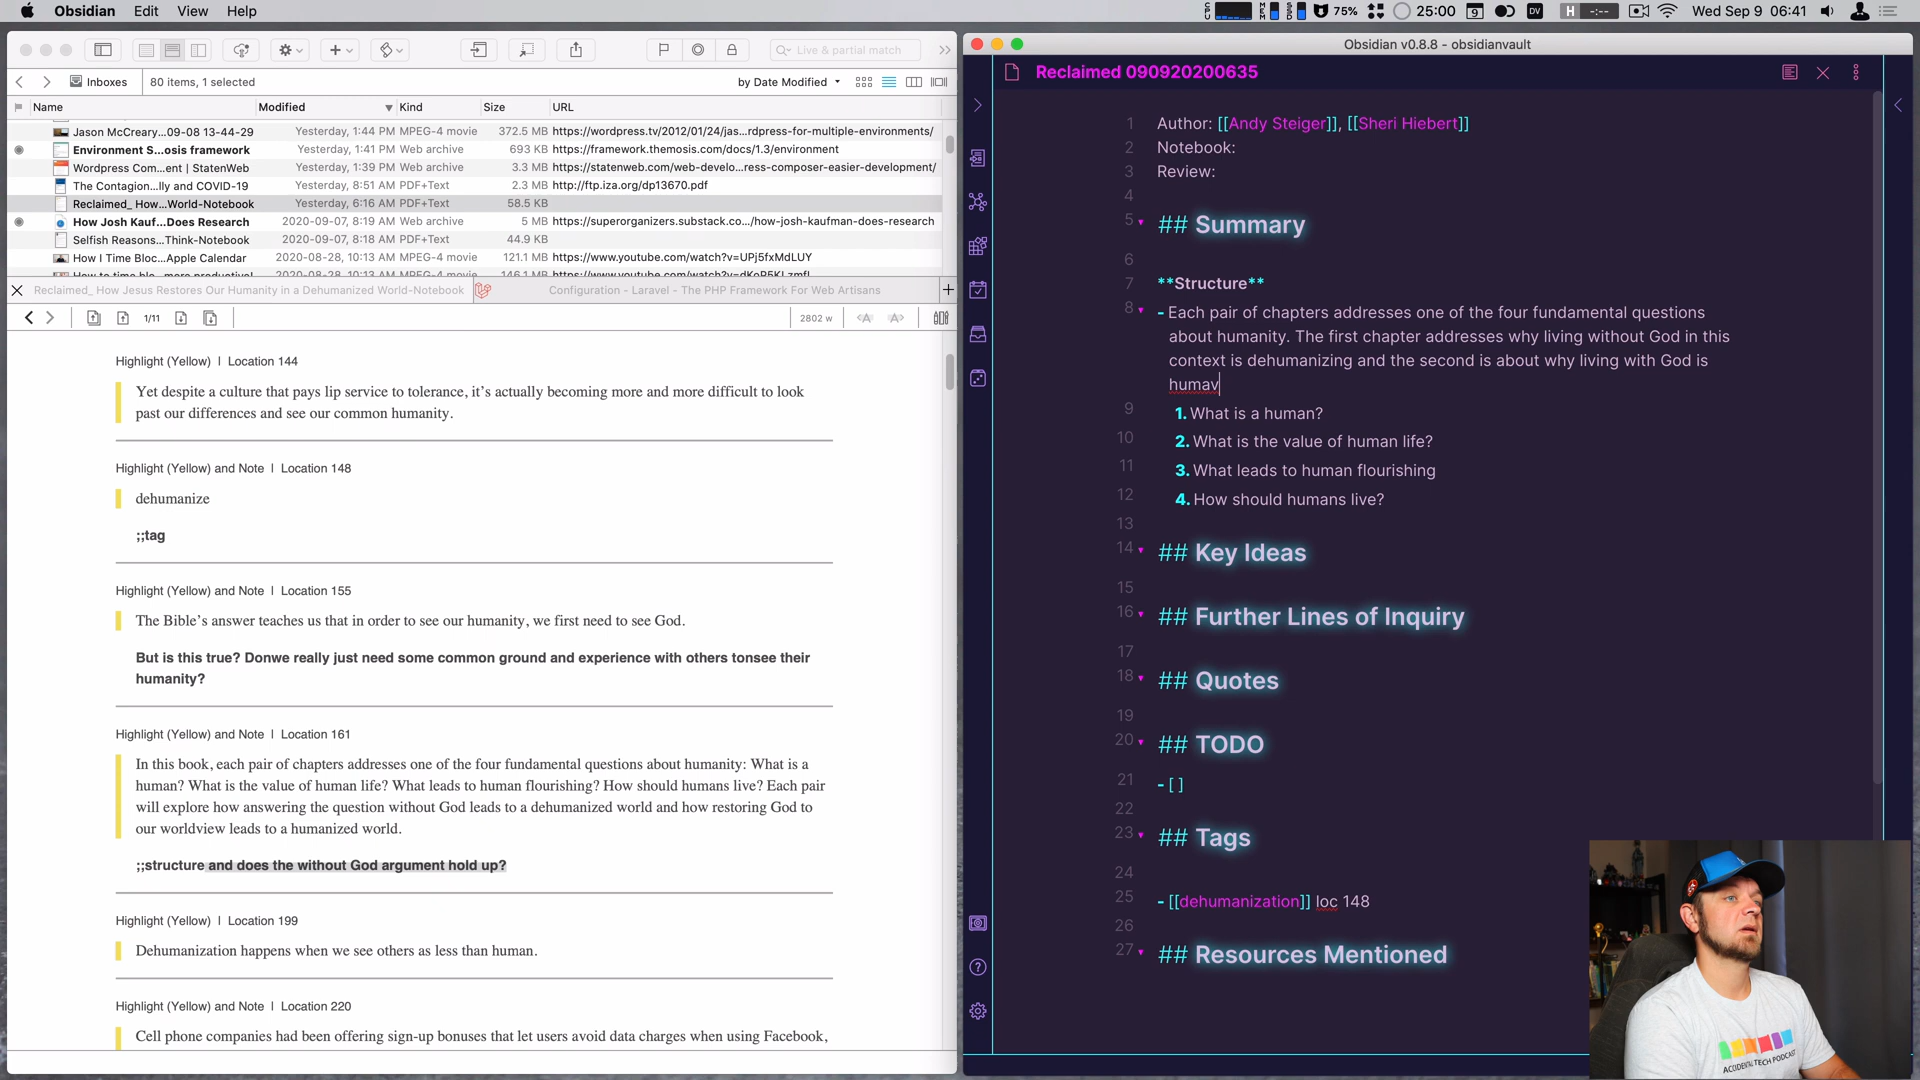 Obsidian Edit View Help
75% 25:00 9 DV H -:-- Wed Sep 9 06:41
Live & partial match
Inboxes 80 items, 1 selected by Date Modified
Name Modified Kind Size URL
Jason McCreary...09-08 13-44-29 Yesterday, 1:44 PM MPEG-4 movie 372.5 MB https://wordpress.tv/2012/01/24/jas...rdpress-for-multiple-environments/
Environment S...osis framework Yesterday, 1:41 PM Web archive 693 KB https://framework.themosis.com/docs/1.3/environment
Wordpress Com...ent | StatenWeb Yesterday, 1:39 PM Web archive 3.3 MB https://statenweb.com/web-develo...ress-composer-easier-development/
The Contagion...lly and COVID-19 Yesterday, 8:51 AM PDF+Text 2.3 MB http://ftp.iza.org/dp13670.pdf
Reclaimed_ How...World-Notebook Yesterday, 6:16 AM PDF+Text 58.5 KB
How Josh Kauf...Does Research 2020-09-07, 8:19 AM Web archive 5 MB https://superorganizers.substack.co.../how-josh-kaufman-does-research
Selfish Reasons...Think-Notebook 2020-09-07, 8:18 AM PDF+Text 44.9 KB
How I Time Bloc...Apple Calendar 2020-08-28, 10:13 AM MPEG-4 movie 121.1 MB https://www.youtube.com/watch?v=UPj5fxMdLUY
Reclaimed_ How Jesus Restores Our Humanity in a Dehumanized World-Notebook
Configuration - Laravel - The PHP Framework For Web Artisans
1/11 2802 w
Highlight (Yellow) | Location 144
Yet despite a culture that pays lip service to tolerance, it's actually becoming more and more difficult to look
past our differences and see our common humanity.
Highlight (Yellow) and Note | Location 148
dehumanize
;;tag
Highlight (Yellow) and Note | Location 155
The Bible's answer teaches us that in order to see our humanity, we first need to see God.
But is this true? Donwe really just need some common ground and experience with others tonsee their
humanity?
Highlight (Yellow) and Note | Location 161
In this book, each pair of chapters addresses one of the four fundamental questions about humanity: What is a
human? What is the value of human life? What leads to human flourishing? How should humans live? Each pair
will explore how answering the question without God leads to a dehumanized world and how restoring God to
our worldview leads to a humanized world.
;;structure and does the without God argument hold up?
Highlight (Yellow) | Location 199
Dehumanization happens when we see others as less than human.
Highlight (Yellow) and Note | Location 220
Cell phone companies had been offering sign-up bonuses that let users avoid data charges when using Facebook,
Obsidian v0.8.8 - obsidianvault
Reclaimed 090920200635
1 Author: [[Andy Steiger]], [[Sheri Hiebert]]
2 Notebook:
3 Review:
4
5 ## Summary
6
7 **Structure**
8 - Each pair of chapters addresses one of the four fundamental questions
about humanity. The first chapter addresses why living without God in this
context is dehumanizing and the second is about why living with God is
humav
9 1. What is a human?
10 2. What is the value of human life?
11 3. What leads to human flourishing
12 4. How should humans live?
13
14 ## Key Ideas
15
16 ## Further Lines of Inquiry
17
18 ## Quotes
19
20 ## TODO
21 - [ ]
22
23 ## Tags
24
25 - [[dehumanization]] loc 148
26
27 ## Resources Mentioned
ACCIDENTAL TECH PODCAST